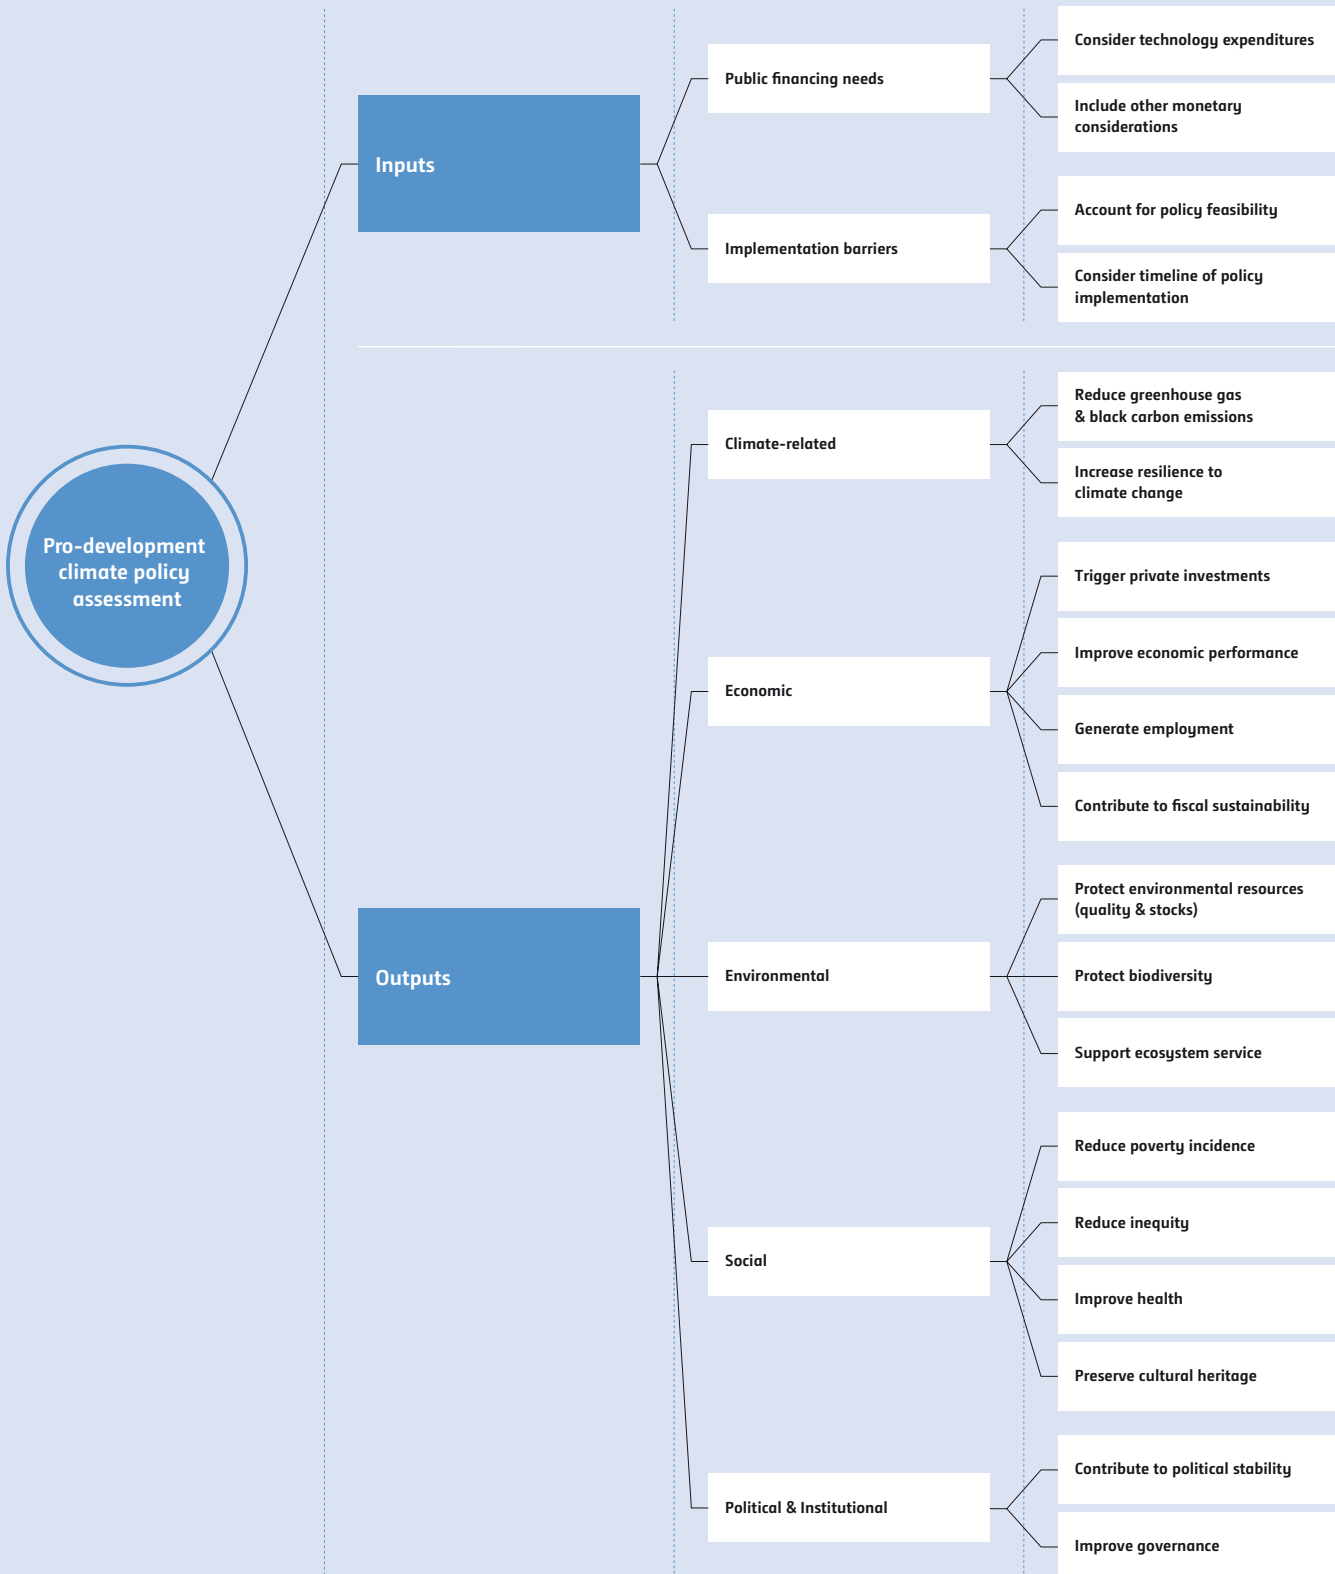 Pro-development
climate policy
assessment
Inputs
Public financing needs
Consider technology expenditures
Include other monetary
considerations
Implementation barriers
Account for policy feasibility
Consider timeline of policy
implementation
Outputs
Climate-related
Reduce greenhouse gas
& black carbon emissions
Increase resilience to
climate change
Economic
Trigger private investments
Improve economic performance
Generate employment
Contribute to fiscal sustainability
Environmental
Protect environmental resources
(quality & stocks)
Protect biodiversity
Support ecosystem service
Social
Reduce poverty incidence
Reduce inequity
Improve health
Preserve cultural heritage
Political & Institutional
Contribute to political stability
Improve governance